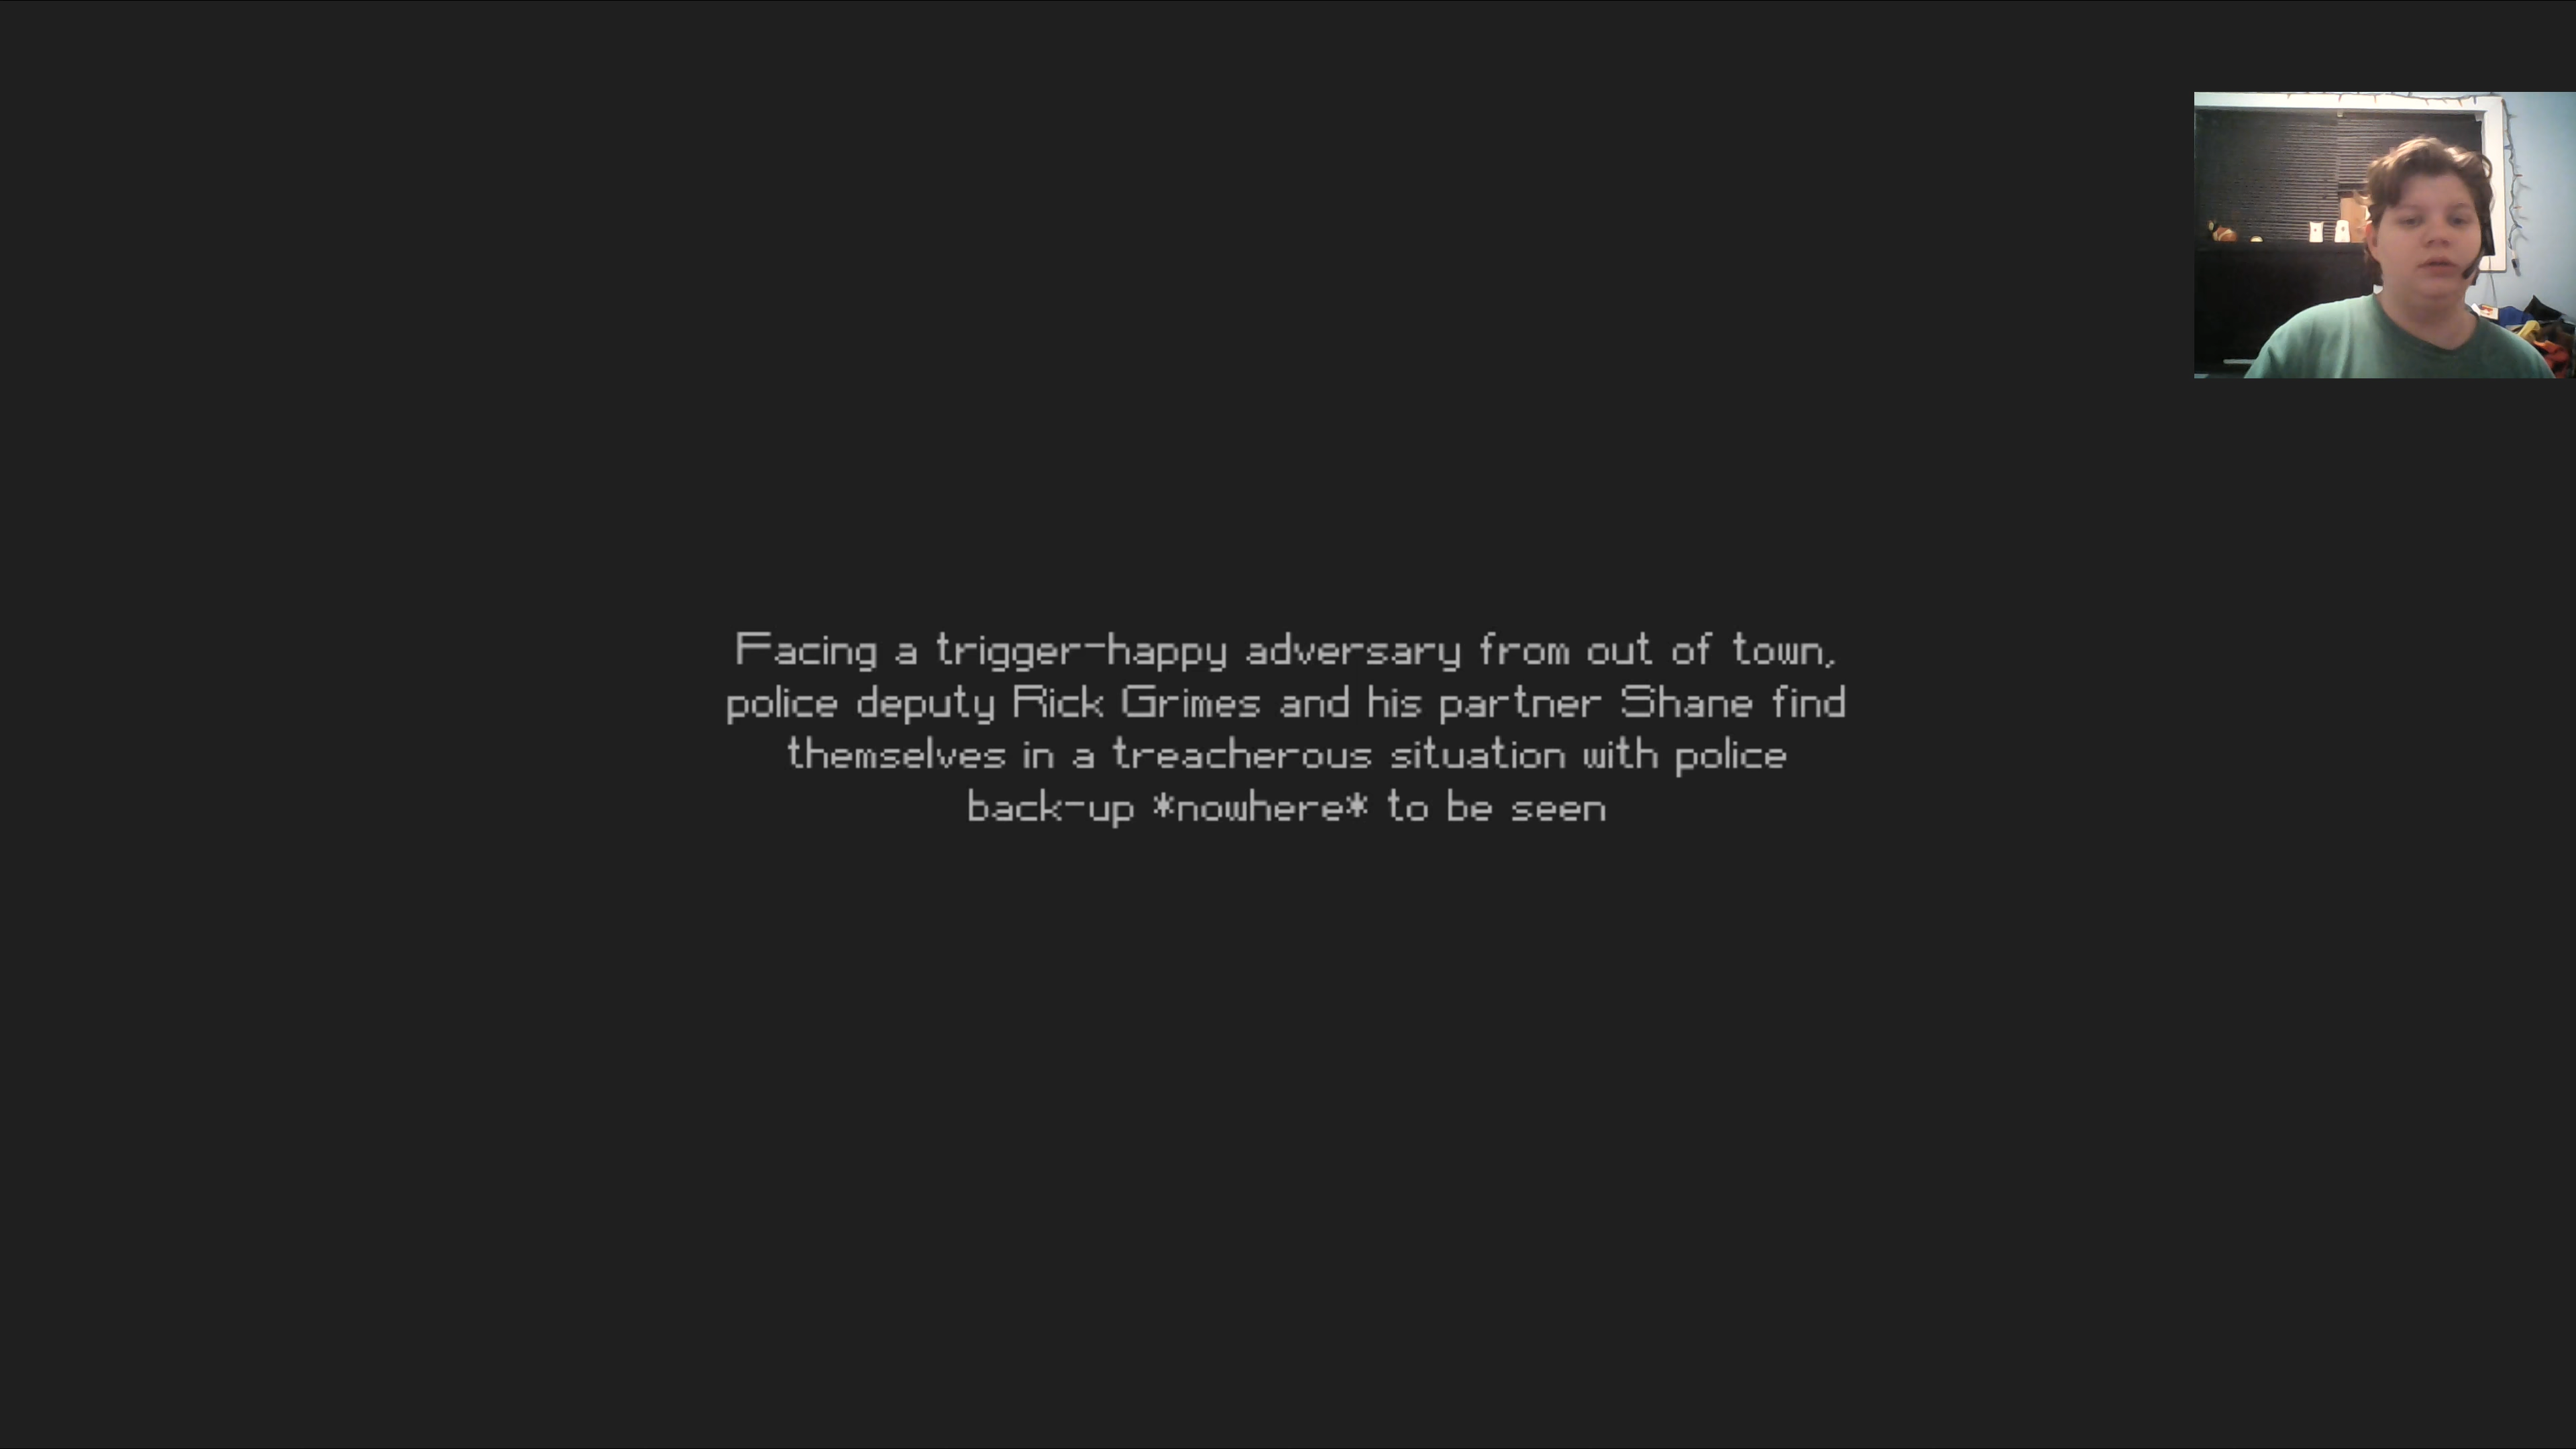 Facing a trigger-happy adversary from out of town,
police deputy Rick Grimes and his partner Shane find
themselves in a treacherous situation with police
back-up *nowhere* to be seen